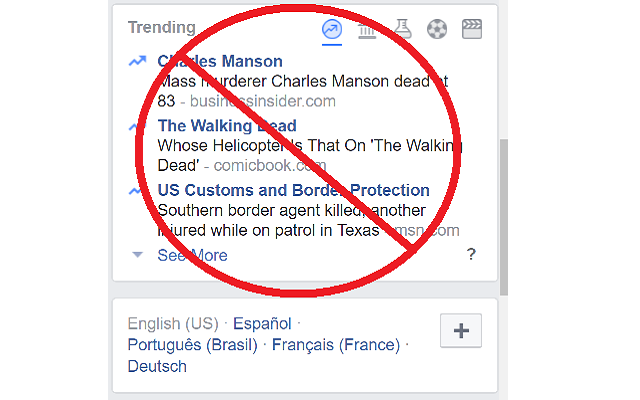 Trending
Charles Manson
Mass murderer Charles Manson dead at
83 - businessinsider.com
The Walking Dead
Whose Helicopter Is That On 'The Walking
Dead' - comicbook.com
US Customs and Border Protection
Southern border agent killed, another
injured while on patrol in Texas - msn.com
See More ?
English (US) · Español ·
Português (Brasil) · Français (France) ·
Deutsch